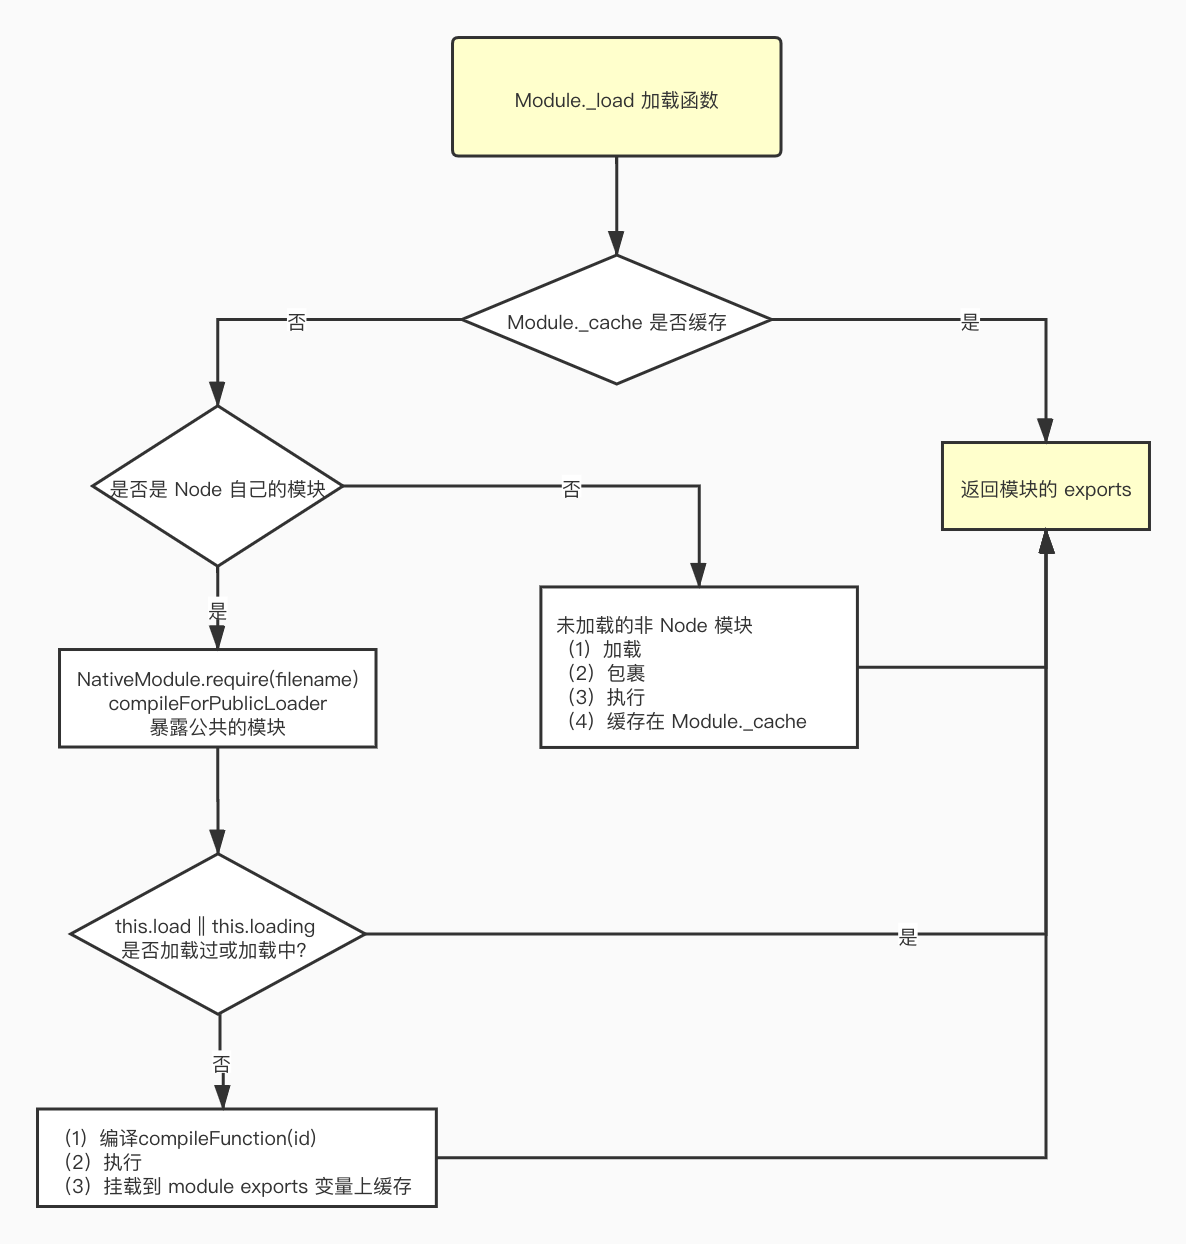 Module._load 加载函数
Module._cache 是否缓存
否
是
是否是 Node 自己的模块
否
返回模块的 exports
是
未加载的非 Node 模块
（1）加载
（2）包裹
（3）执行
（4）缓存在 Module._cache
NativeModule.require(filename)
compileForPublicLoader
暴露公共的模块
this.load || this.loading
是否加载过或加载中?
是
否
（1）编译compileFunction(id)
（2）执行
（3）挂载到 module exports 变量上缓存